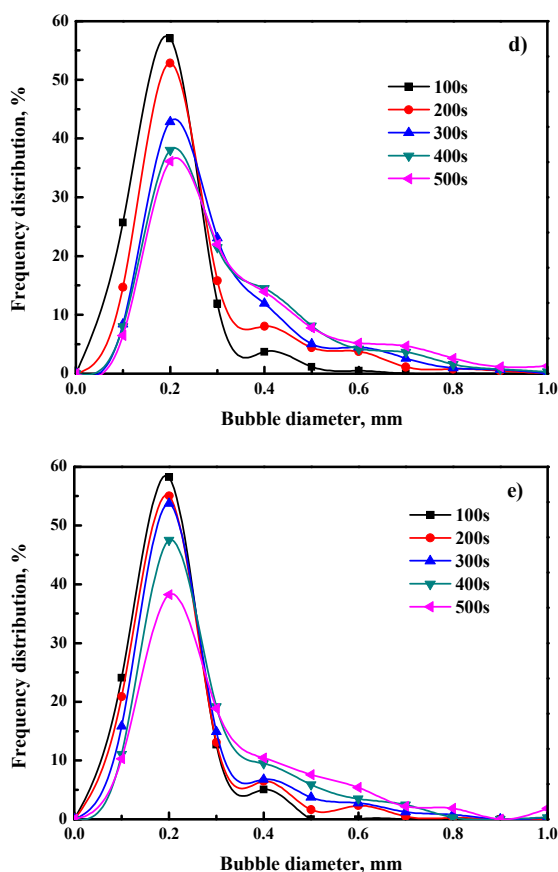 60
50
40
30
20
10
0
Frequency distribution, %
d)
100s
200s
300s
400s
500s
0.0 0.2 0.4 0.6 0.8 1.0
Bubble diameter, mm
60
50
40
30
20
10
0
Frequency distribution, %
e)
100s
200s
300s
400s
500s
0.0 0.2 0.4 0.6 0.8 1.0
Bubble diameter, mm